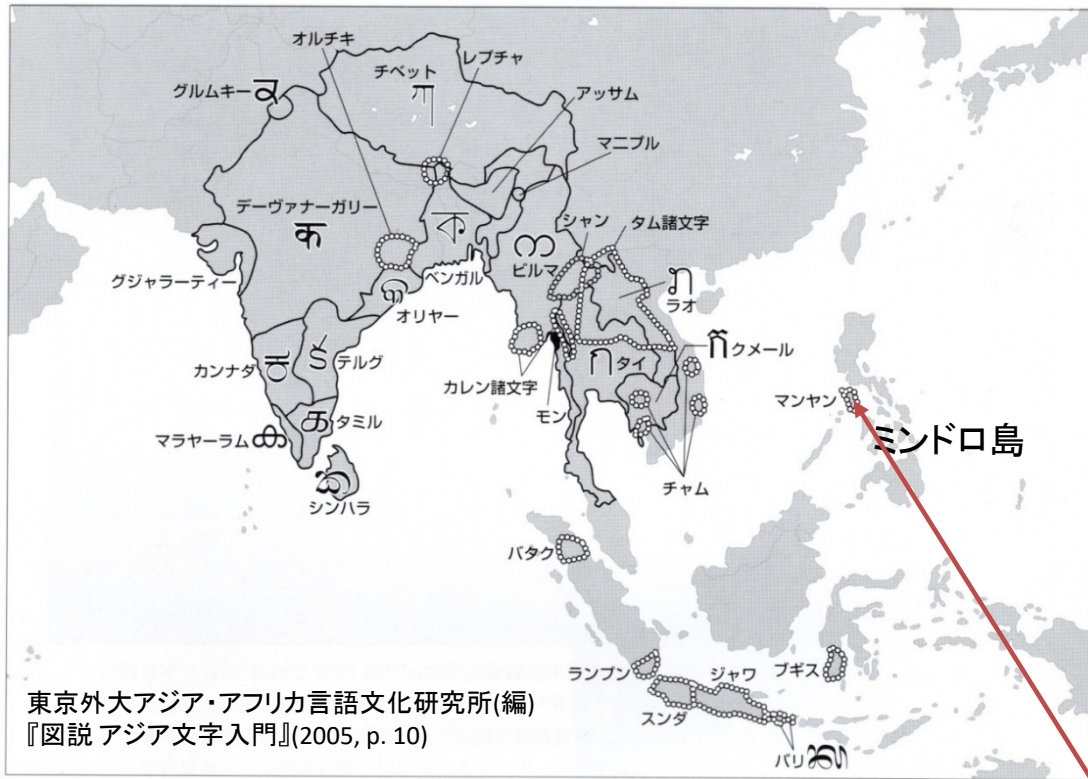 オルチキ
レプチャ
チベット
グルムキー
アッサム
マニプル
デーヴァナーガリー
क
シャン
タム諸文字
ビルマ
グジャラーティー
ベンガル
オリヤー
ラオ
カンナダ
テルグ
カレン諸文字
タイ
クメール
モン
マンヤン
ミンドロ島
マラヤーラム
タミル
シンハラ
チャム
バタク
ランプン
ジャワ
ブギス
スンダ
バリ
東京外大アジア・アフリカ言語文化研究所(編)
『図説 アジア文字入門』(2005, p. 10)